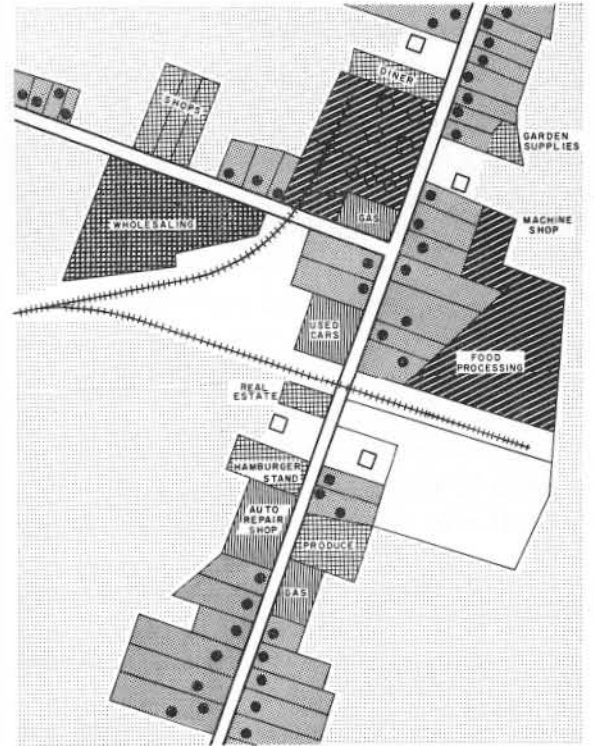 DINER
SHOPS
GARDEN
SUPPLIES
GAS
MACHINE
SHOP
WHOLESALING
USED
CARS
FOOD
PROCESSING
REAL
ESTATE
HAMBURGER
STAND
AUTO
REPAIR
SHOP
PRODUCE
GAS